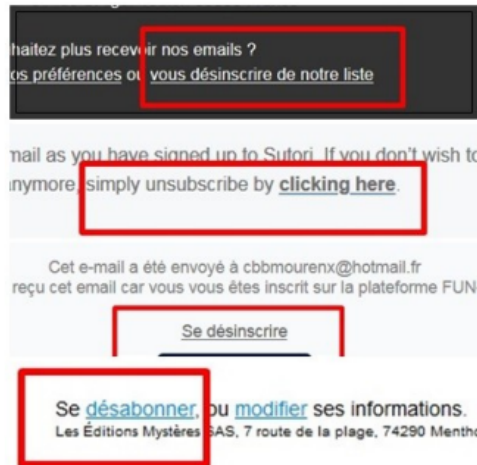 haitez plus recevoir nos emails ?
os préférences ou vous désinscrire de notre liste
mail as you have signed up to Sutori. If you don't wish to
nymore, simply unsubscribe by clicking here.
Cet e-mail a été envoyé à cbbmourenx@hotmail.fr
reçu cet email car vous vous êtes inscrit sur la plateforme FUN
Se désinscrire
Se désabonner, ou modifier ses informations.
Les Éditions Mystères SAS, 7 route de la plage, 74290 Mentho